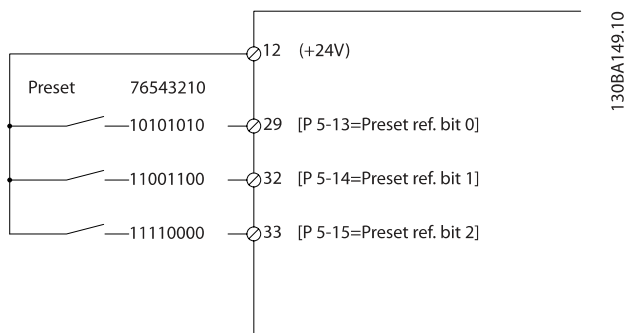 12 (+24V)
Preset 76543210
10101010 29 [P 5-13=Preset ref. bit 0]
11001100 32 [P 5-14=Preset ref. bit 1]
11110000 33 [P 5-15=Preset ref. bit 2]
130BA149.10